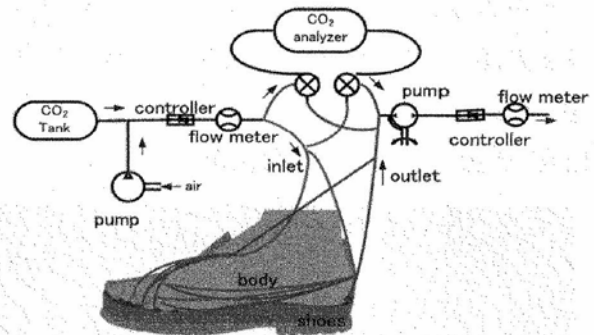 CO₂
analyzer
CO₂
Tank
controller
flow meter
pump
flow meter
controller
inlet
outlet
air
pump
body
shoes